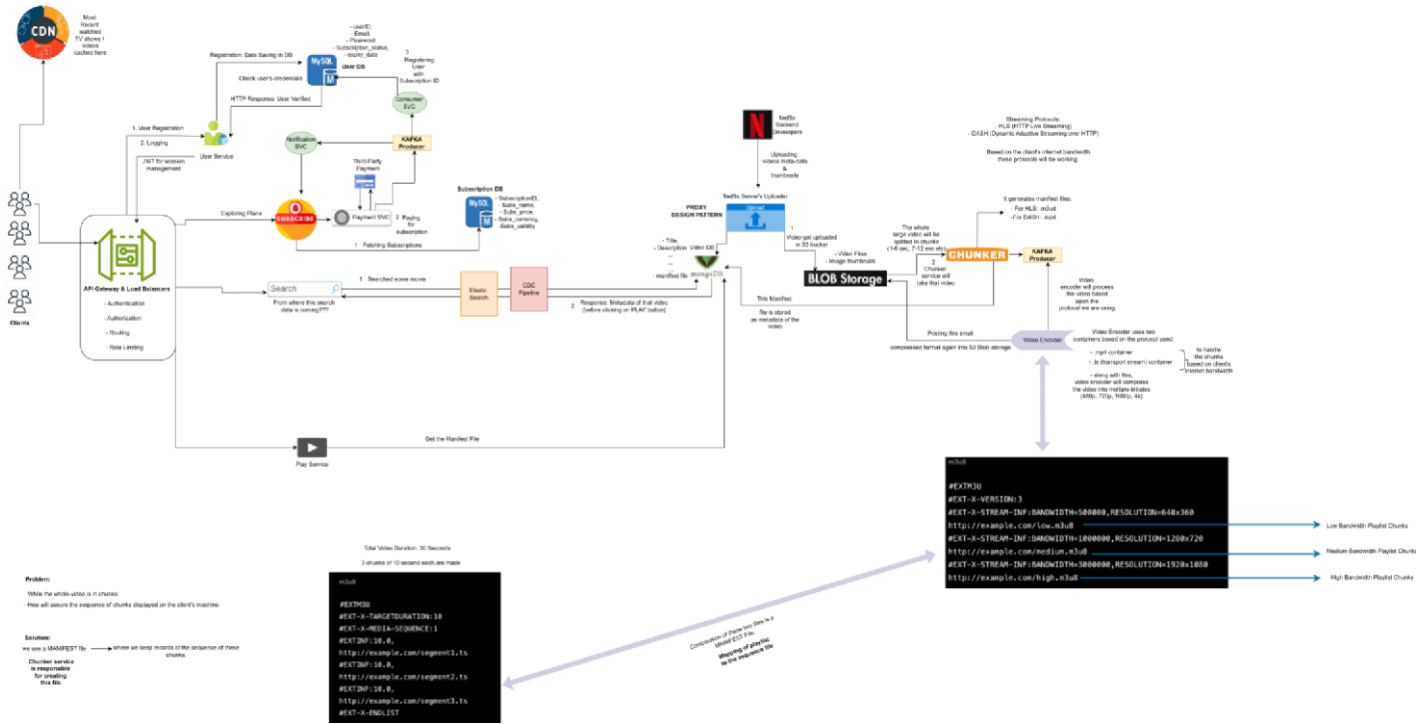 CDN
Most
Recent
watched
TV shows /
videos
cached here
Clients
API-Gateway & Load Balancers
- Authentication
- Authorization
- Routing
- Rate Limiting
1. User Registration
2. Logging
JWT for session
management
User Service
Registration: Data Saving in DB
Check user's credentials
HTTP Response: User Verified
MySQL
User DB
- userID,
- Email,
- Password
- Subscription_status,
- expiry_date
3
Registering
User
with
Subscription ID
Consumer
SVC
KAFKA
Producer
Notification
SVC
Third-Party
Payment
Exploring Plans
SUBSCRIBE
Payment SVC
2 Paying
for
subscription
1 Fetching Subscriptions
Subscription DB
MySQL
- SubscriptionID,
- Subs_name,
- Subs_price,
- Subs_currency,
- Subs_validity
1 Searched some movie
Search
From where this search
data is coming???
Elastic
Search
CDC
Pipeline
2 Response: Metadata of that video
(before clicking on PLAY button)
Play Service
Get the Manifest File
N
Netflix
Backend
Developers
Uploading
videos meta-data
&
thumbnails
Netflix Server's Uploader
Upload
PROXY
DESIGN PATTERN
- Title
- Description
- manifest file
Video DB
mongoDB
1
Video got uploaded
in S3 bucket
- Video Files
- Image thumbnails
BLOB Storage
The whole
large video will be
splitted in chunks
2
Chunker
service will
take that video
CHUNKER
It generates manifest files:
- For HLS: .m3u8
-For DASH: .mp4
KAFKA
Producer
Streaming Protocols:
- HLS (HTTP Live Streaming)
- DASH (Dynamic Adaptive Streaming over HTTP)
Based on the client's internet bandwidth
these protocols will be working.
This Manifest
file is stored
as metadata of the
video
Video
encoder will process
the video based
upon the
protocol we are using.
Posting this small
compressed format again into S3 Blob storage
Video Encoder
Video Encoder uses two
containers based on the protocol used:
- .mp4 container
- .ts (transport stream) container
- along with this,
video encoder will compress
the video into multiple-bitrates
(480p, 720p, 1080p, 4k)
to handle
the chunks
based on client's
internet bandwidth
m3u8
#EXTM3U
#EXT-X-VERSION:3
#EXT-X-STREAM-INF:BANDWIDTH=500000,RESOLUTION=640x360
http://example.com/low.m3u8
#EXT-X-STREAM-INF:BANDWIDTH=1000000,RESOLUTION=1280x720
http://example.com/medium.m3u8
#EXT-X-STREAM-INF:BANDWIDTH=3000000,RESOLUTION=1920x1080
http://example.com/high.m3u8
Low Bandwidth Playlist Chunks
Medium Bandwidth Playlist Chunks
High Bandwidth Playlist Chunks
Combination of these two files is a
MANIFEST File.
Mapping of playlist
to the sequence file
Total Video Duration: 30 Seconds
3 chunks of 10 second each are made
m3u8
#EXTM3U
#EXT-X-TARGETDURATION:10
#EXT-X-MEDIA-SEQUENCE:1
#EXTINF:10.0,
http://example.com/segment1.ts
#EXTINF:10.0,
http://example.com/segment2.ts
#EXTINF:10.0,
http://example.com/segment3.ts
#EXT-X-ENDLIST
Problem:
While the whole-video is in chunks:
- How will assure the sequence of chunks displayed on the client's machine.
Solution:
we use a MANIFEST file
where we keep records of the sequence of these
chunks.
Chunker service
is responsible
for creating
this file.